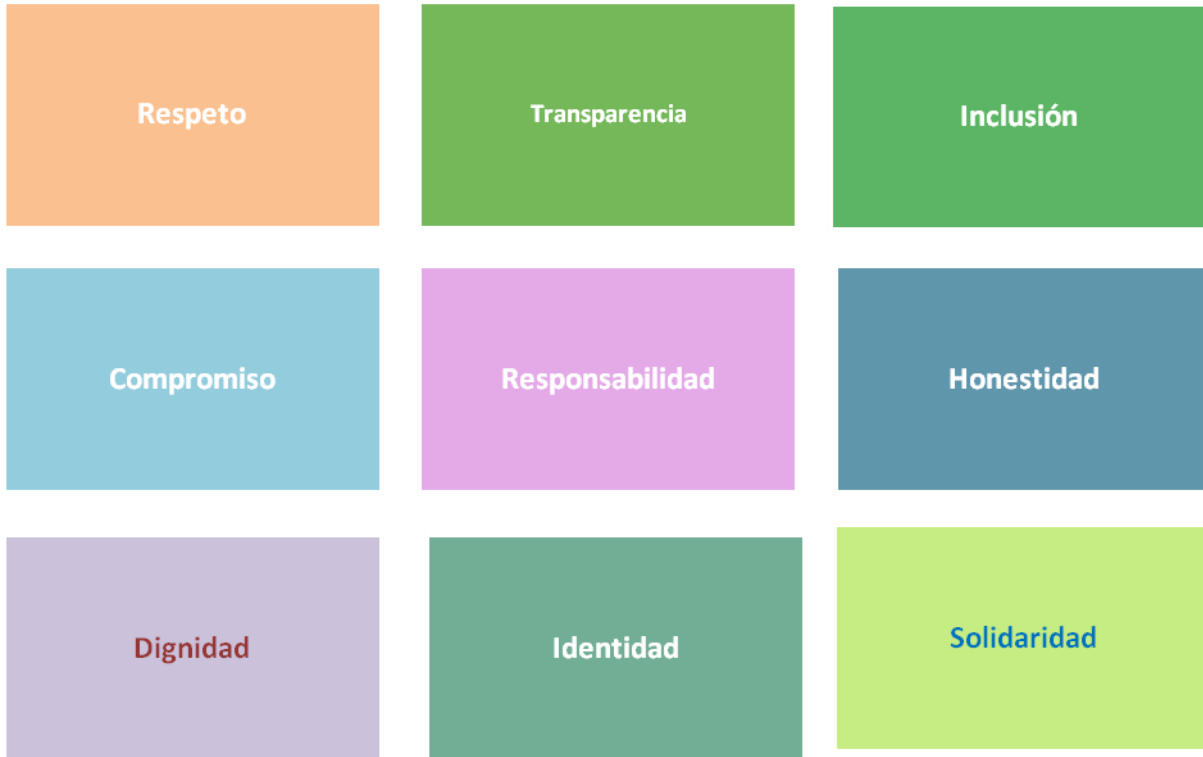 Respeto
Transparencia
Inclusión
Compromiso
Responsabilidad
Honestidad
Dignidad
Identidad
Solidaridad